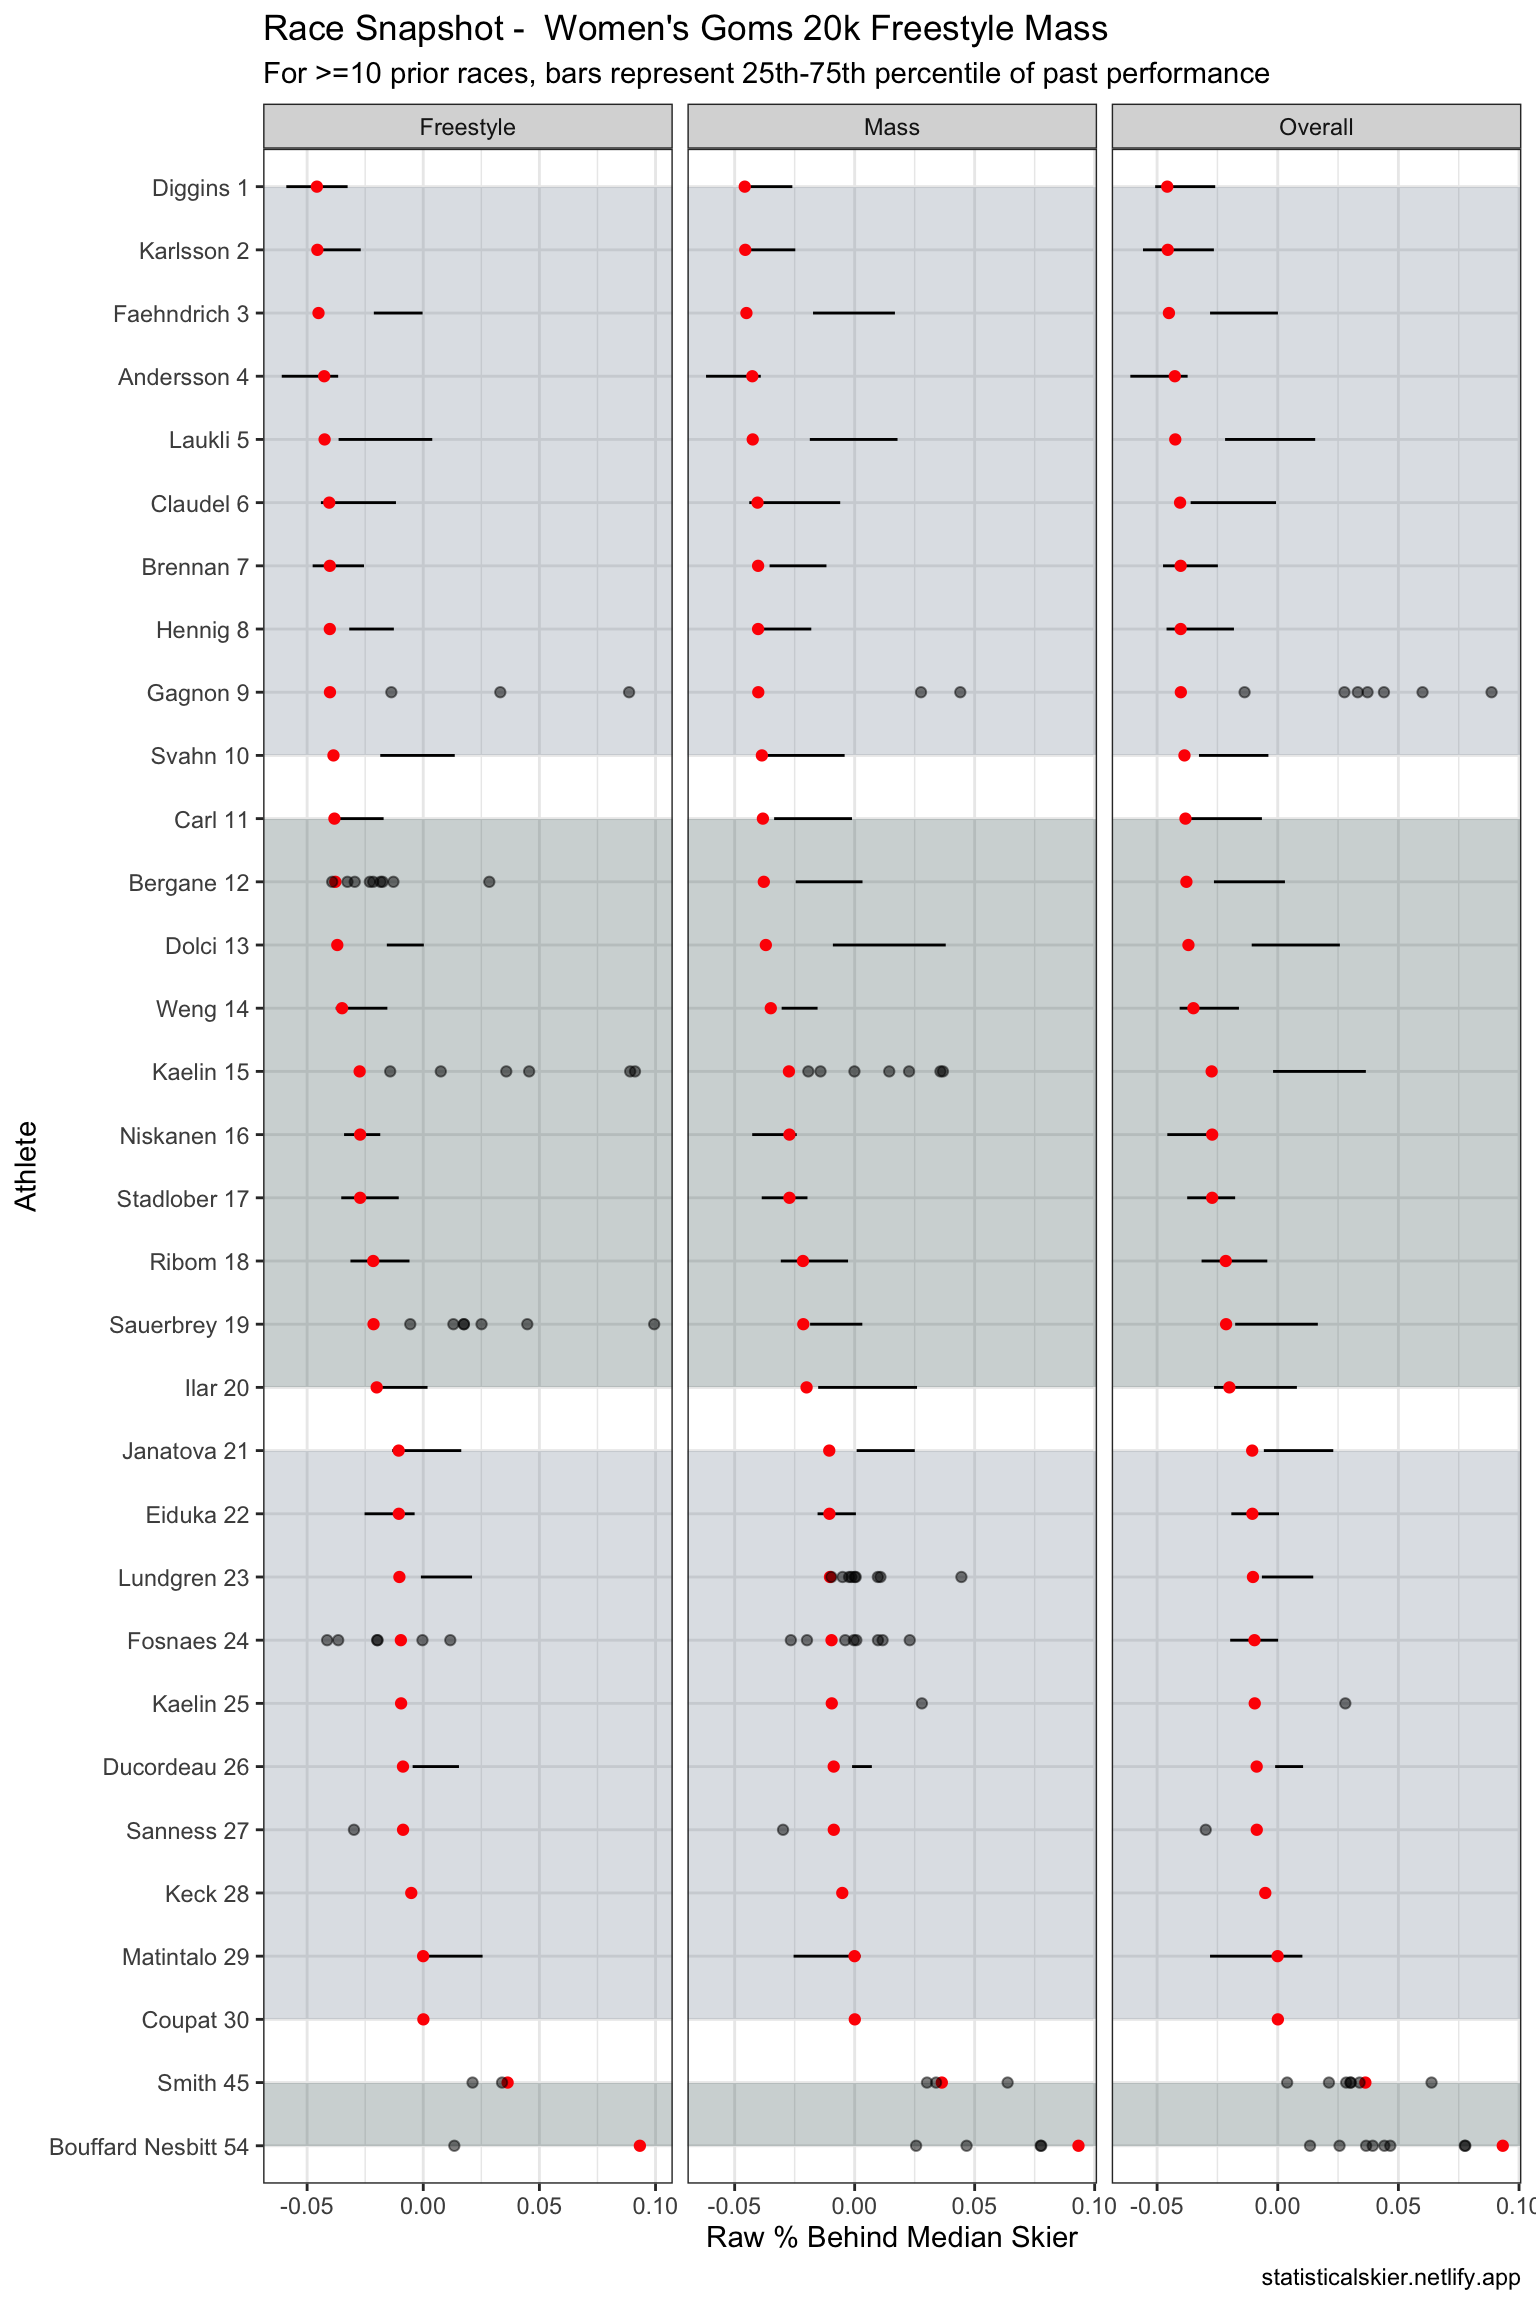 Race Snapshot -  Women's Goms 20k Freestyle Mass
For >=10 prior races, bars represent 25th-75th percentile of past performance
Freestyle
Mass
Overall
Diggins 1
Karlsson 2
Faehndrich 3
Andersson 4
Laukli 5
Claudel 6
Brennan 7
Hennig 8
Gagnon 9
Svahn 10
Carl 11
Bergane 12
Dolci 13
Weng 14
Kaelin 15
Niskanen 16
Stadlober 17
Ribom 18
Sauerbrey 19
Ilar 20
Janatova 21
Eiduka 22
Lundgren 23
Fosnaes 24
Kaelin 25
Ducordeau 26
Sanness 27
Keck 28
Matintalo 29
Coupat 30
Smith 45
Bouffard Nesbitt 54
Athlete
-0.05 0.00 0.05 0.10
-0.05 0.00 0.05 0.10
-0.05 0.00 0.05 0.10
Raw % Behind Median Skier
statisticalskier.netlify.app